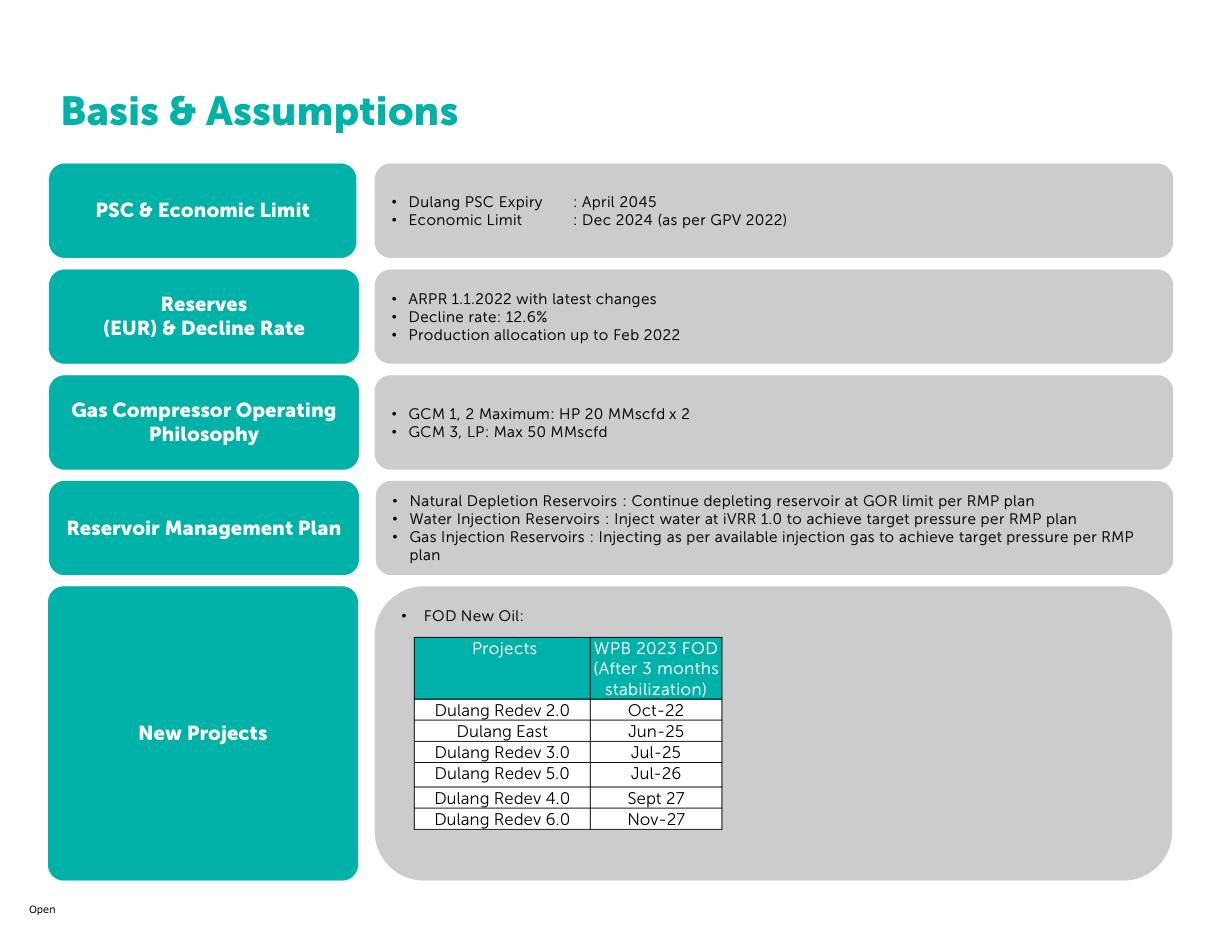 Basis & Assumptions
PSC & Economic Limit
• Dulang PSC Expiry : April 2045
• Economic Limit : Dec 2024 (as per GPV 2022)
Reserves
(EUR) & Decline Rate
• ARPR 1.1.2022 with latest changes
• Decline rate: 12.6%
• Production allocation up to Feb 2022
Gas Compressor Operating
Philosophy
• GCM 1, 2 Maximum: HP 20 MMscfd x 2
• GCM 3, LP: Max 50 MMscfd
Reservoir Management Plan
• Natural Depletion Reservoirs : Continue depleting reservoir at GOR limit per RMP plan
• Water Injection Reservoirs : Inject water at iVRR 1.0 to achieve target pressure per RMP plan
• Gas Injection Reservoirs : Injecting as per available injection gas to achieve target pressure per RMP
plan
New Projects
• FOD New Oil:
Projects WPB 2023 FOD
(After 3 months
stabilization)
Dulang Redev 2.0 Oct-22
Dulang East Jun-25
Dulang Redev 3.0 Jul-25
Dulang Redev 5.0 Jul-26
Dulang Redev 4.0 Sept 27
Dulang Redev 6.0 Nov-27
Open